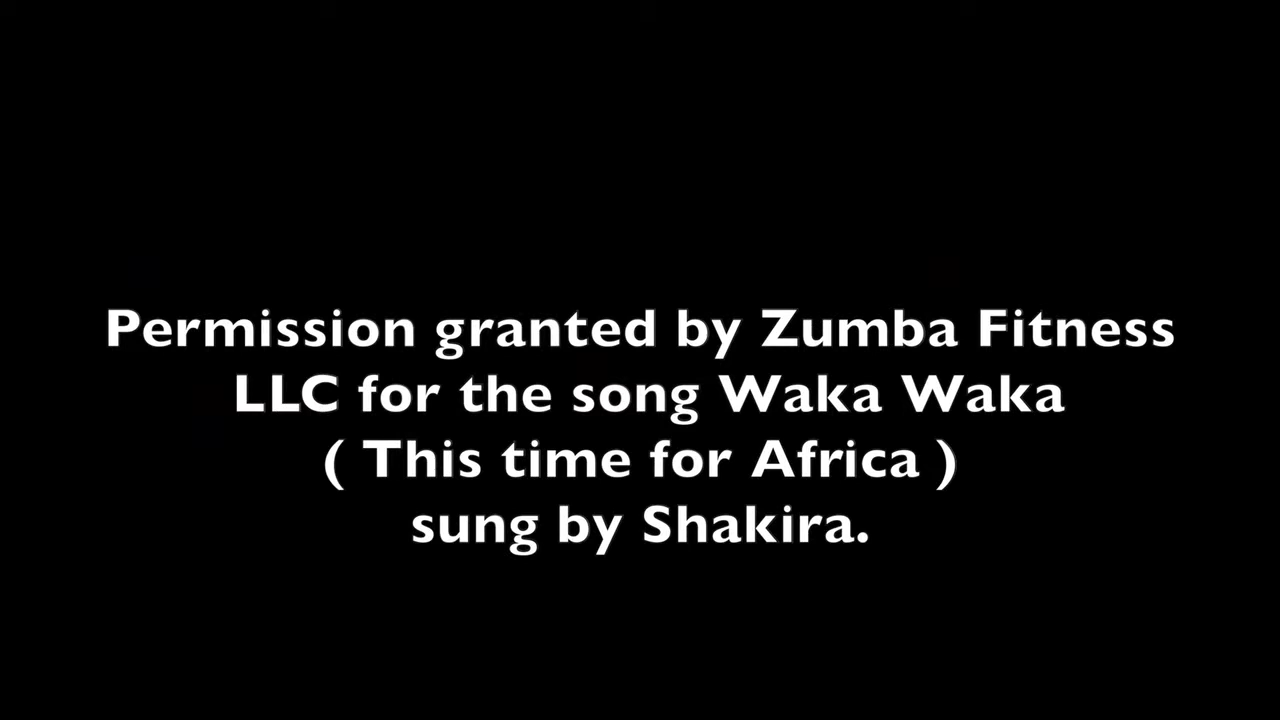 Permission granted by Zumba Fitness
LLC for the song Waka Waka
( This time for Africa )
sung by Shakira.